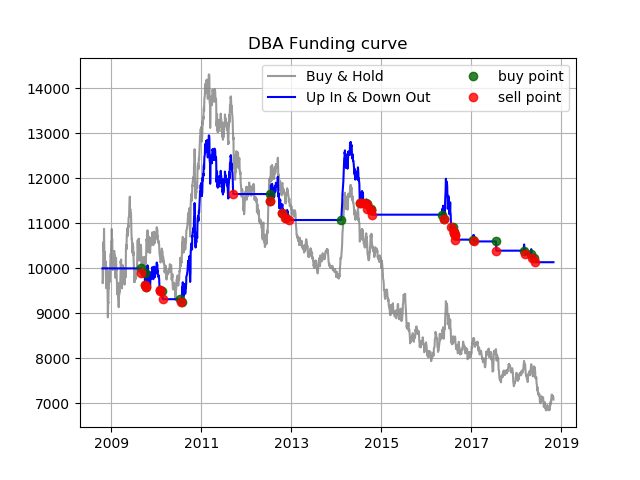 DBA Funding curve
Buy & Hold
Up In & Down Out
buy point
sell point
14000
13000
12000
11000
10000
9000
8000
7000
2009 2011 2013 2015 2017 2019